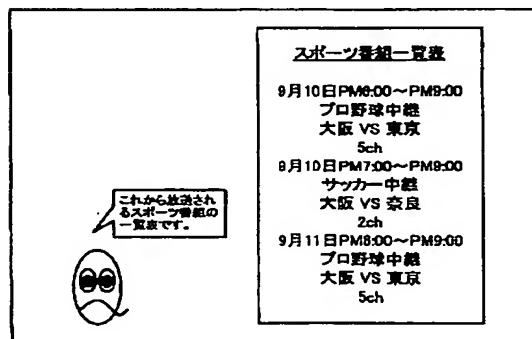 スポーツ番組一覧表
9月10日PM6:00～PM9:00
プロ野球中継
大阪 VS 東京
5ch
9月10日PM7:00～PM9:00
サッカー中継
大阪 VS 奈良
2ch
9月11日PM8:00～PM9:00
プロ野球中継
大阪 VS 東京
5ch
これから放送され
るスポーツ番組の
一覧表です。